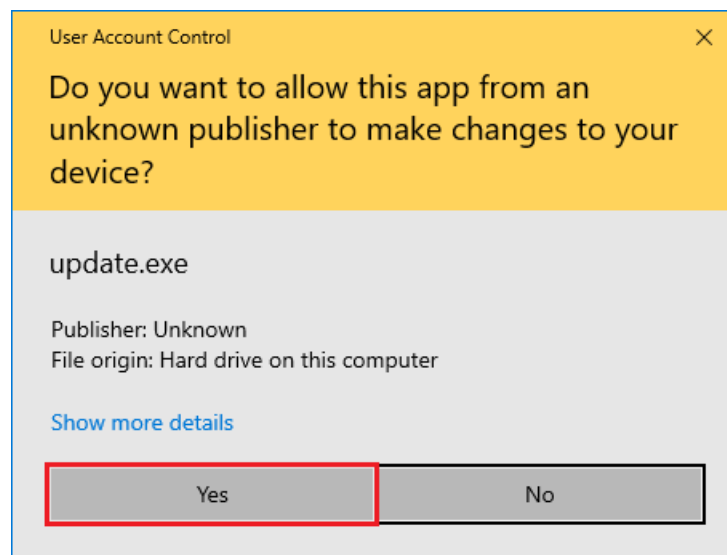 User Account Control
Do you want to allow this app from an
unknown publisher to make changes to your
device?
update.exe
Publisher: Unknown
File origin: Hard drive on this computer
Show more details
Yes
No